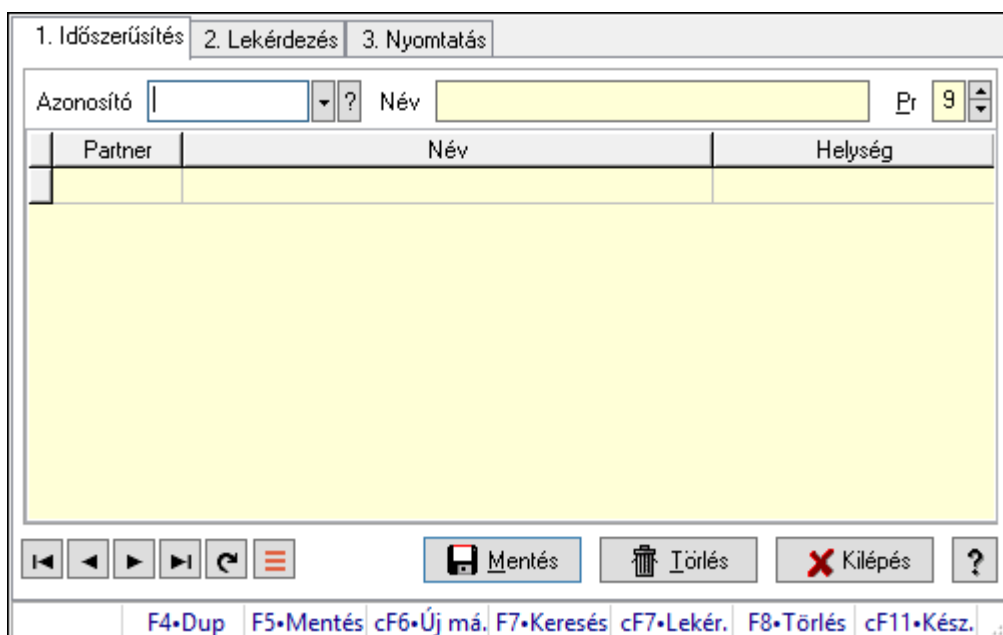 1. Időszerűsítés 2. Lekérdezés 3. Nyomtatás
Azonosító ? Név Pr 9
Partner Név Helység
Mentés Törlés Kilépés ?
F4•Dup F5•Mentés cF6•Új má. F7•Keresés cF7•Lekér. F8•Törlés cF11•Kész.